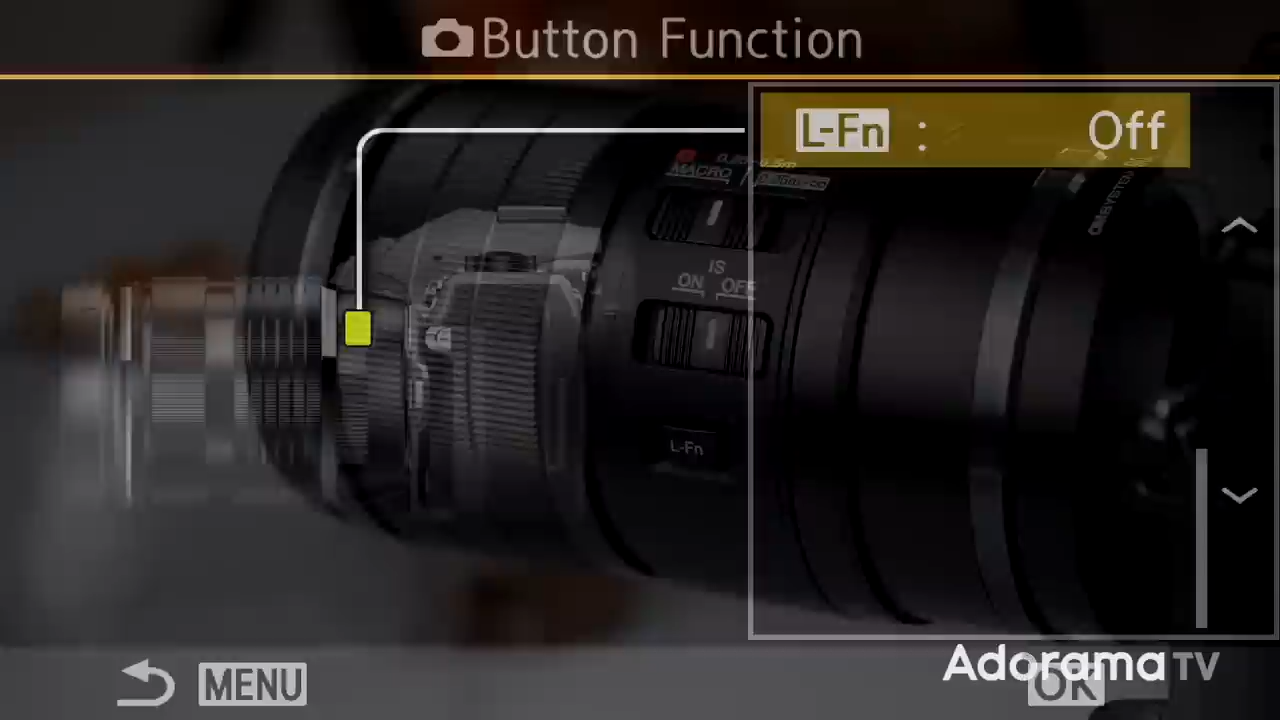 Button Function
L-Fn : Off
MACRO
IS
ON OFF
L-Fn
MENU
OK
Adorama TV